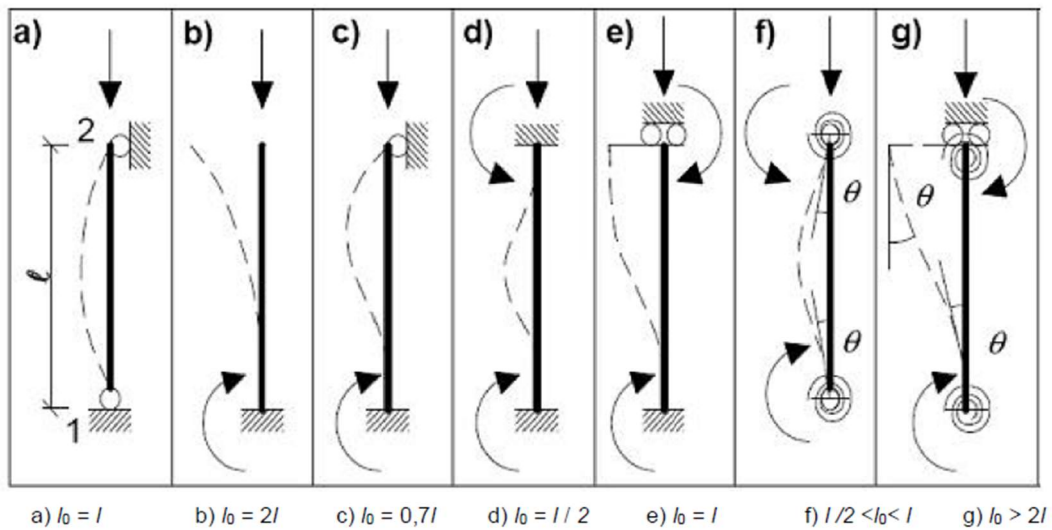 a) b) c) d) e) f) g)
2
θ θ
ℓ
θ θ
1
a) l₀ = l b) l₀ = 2l c) l₀ = 0,7l d) l₀ = l / 2 e) l₀ = l f) l /2 <l₀< l g) l₀ > 2l